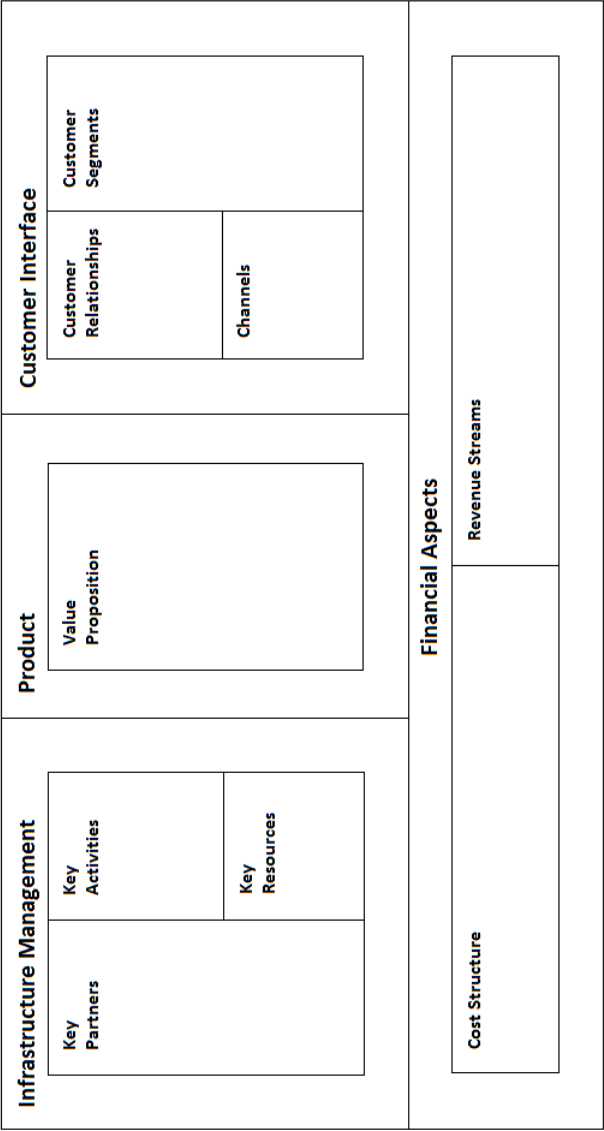 Infrastructure Management
Key
Partners
Key
Activities
Key
Resources
Product
Value
Proposition
Customer Interface
Customer
Relationships
Channels
Customer
Segments
Financial Aspects
Cost Structure
Revenue Streams